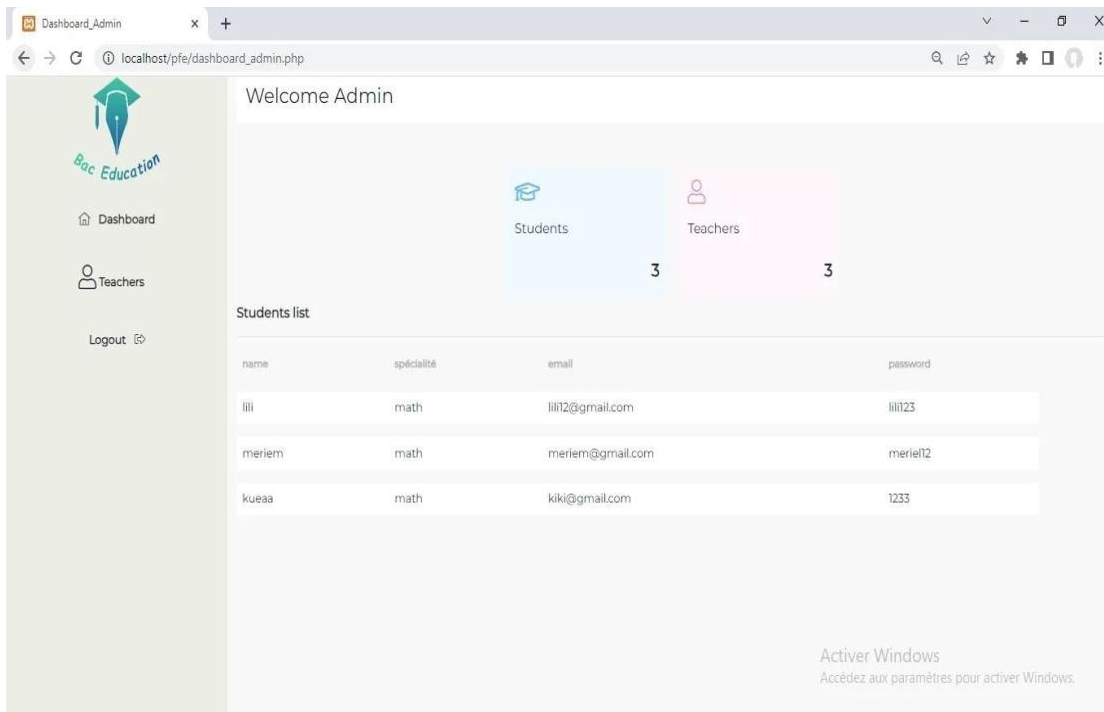 Dashboard_Admin
localhost/pfe/dashboard_admin.php
Bac Education
Welcome Admin
Dashboard
Teachers
Logout
Students
3
Teachers
3
Students list
name spécialité email password
lili math lili12@gmail.com lili123
meriem math meriem@gmail.com meriel12
kueaa math kiki@gmail.com 1233
Activer Windows
Accédez aux paramètres pour activer Windows.